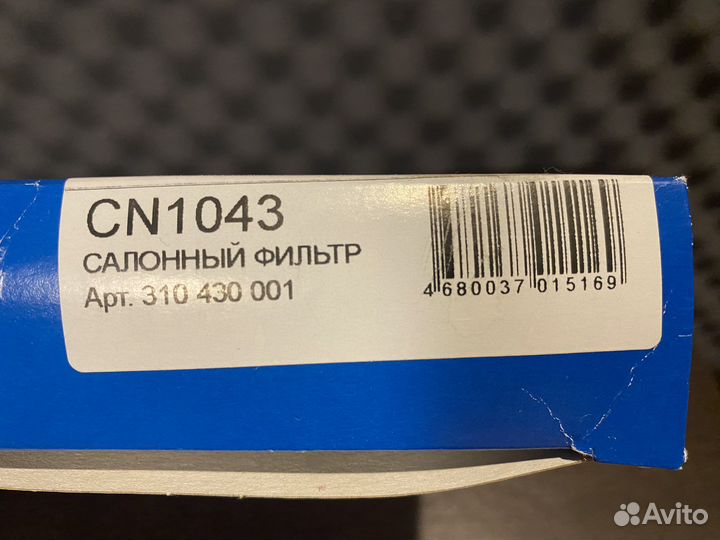 CN1043
САЛОННЫЙ ФИЛЬТР
Арт. 310 430 001
4 680037 015169
Avito